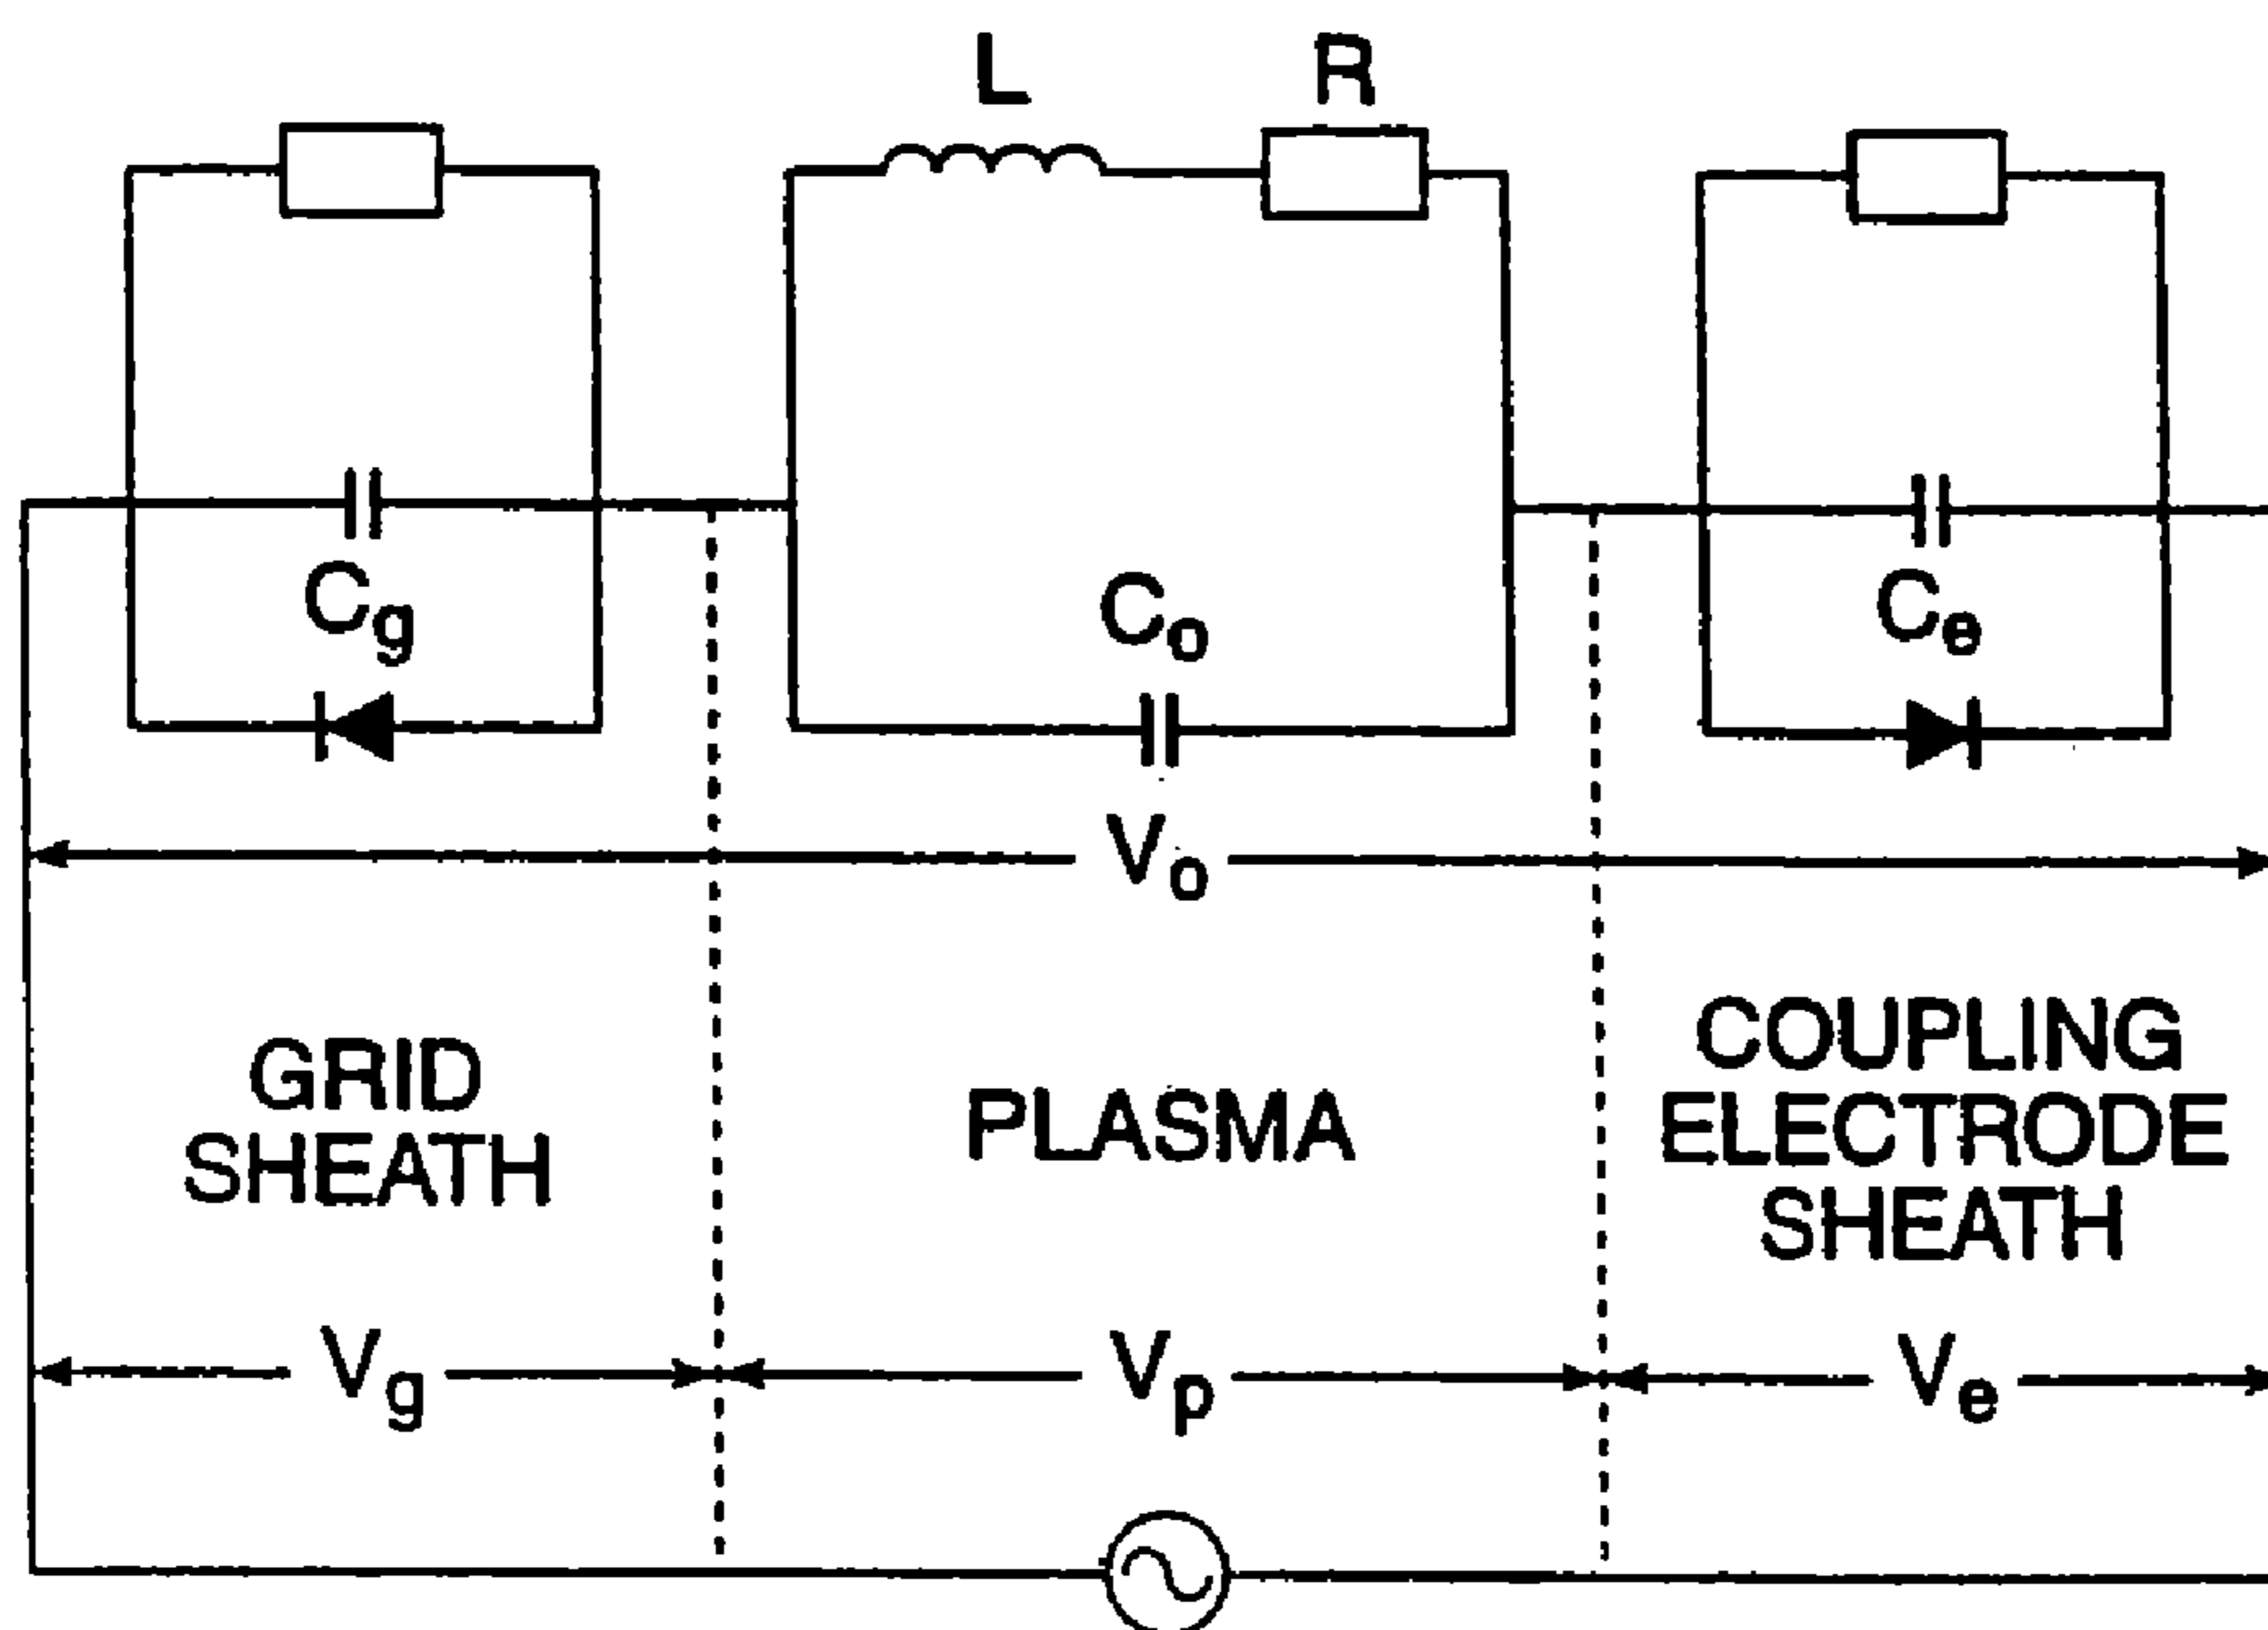 L
R
Cg
Co
Ce
Vo
GRID
SHEATH
PLASMA
COUPLING
ELECTRODE
SHEATH
Vg
Vp
Ve